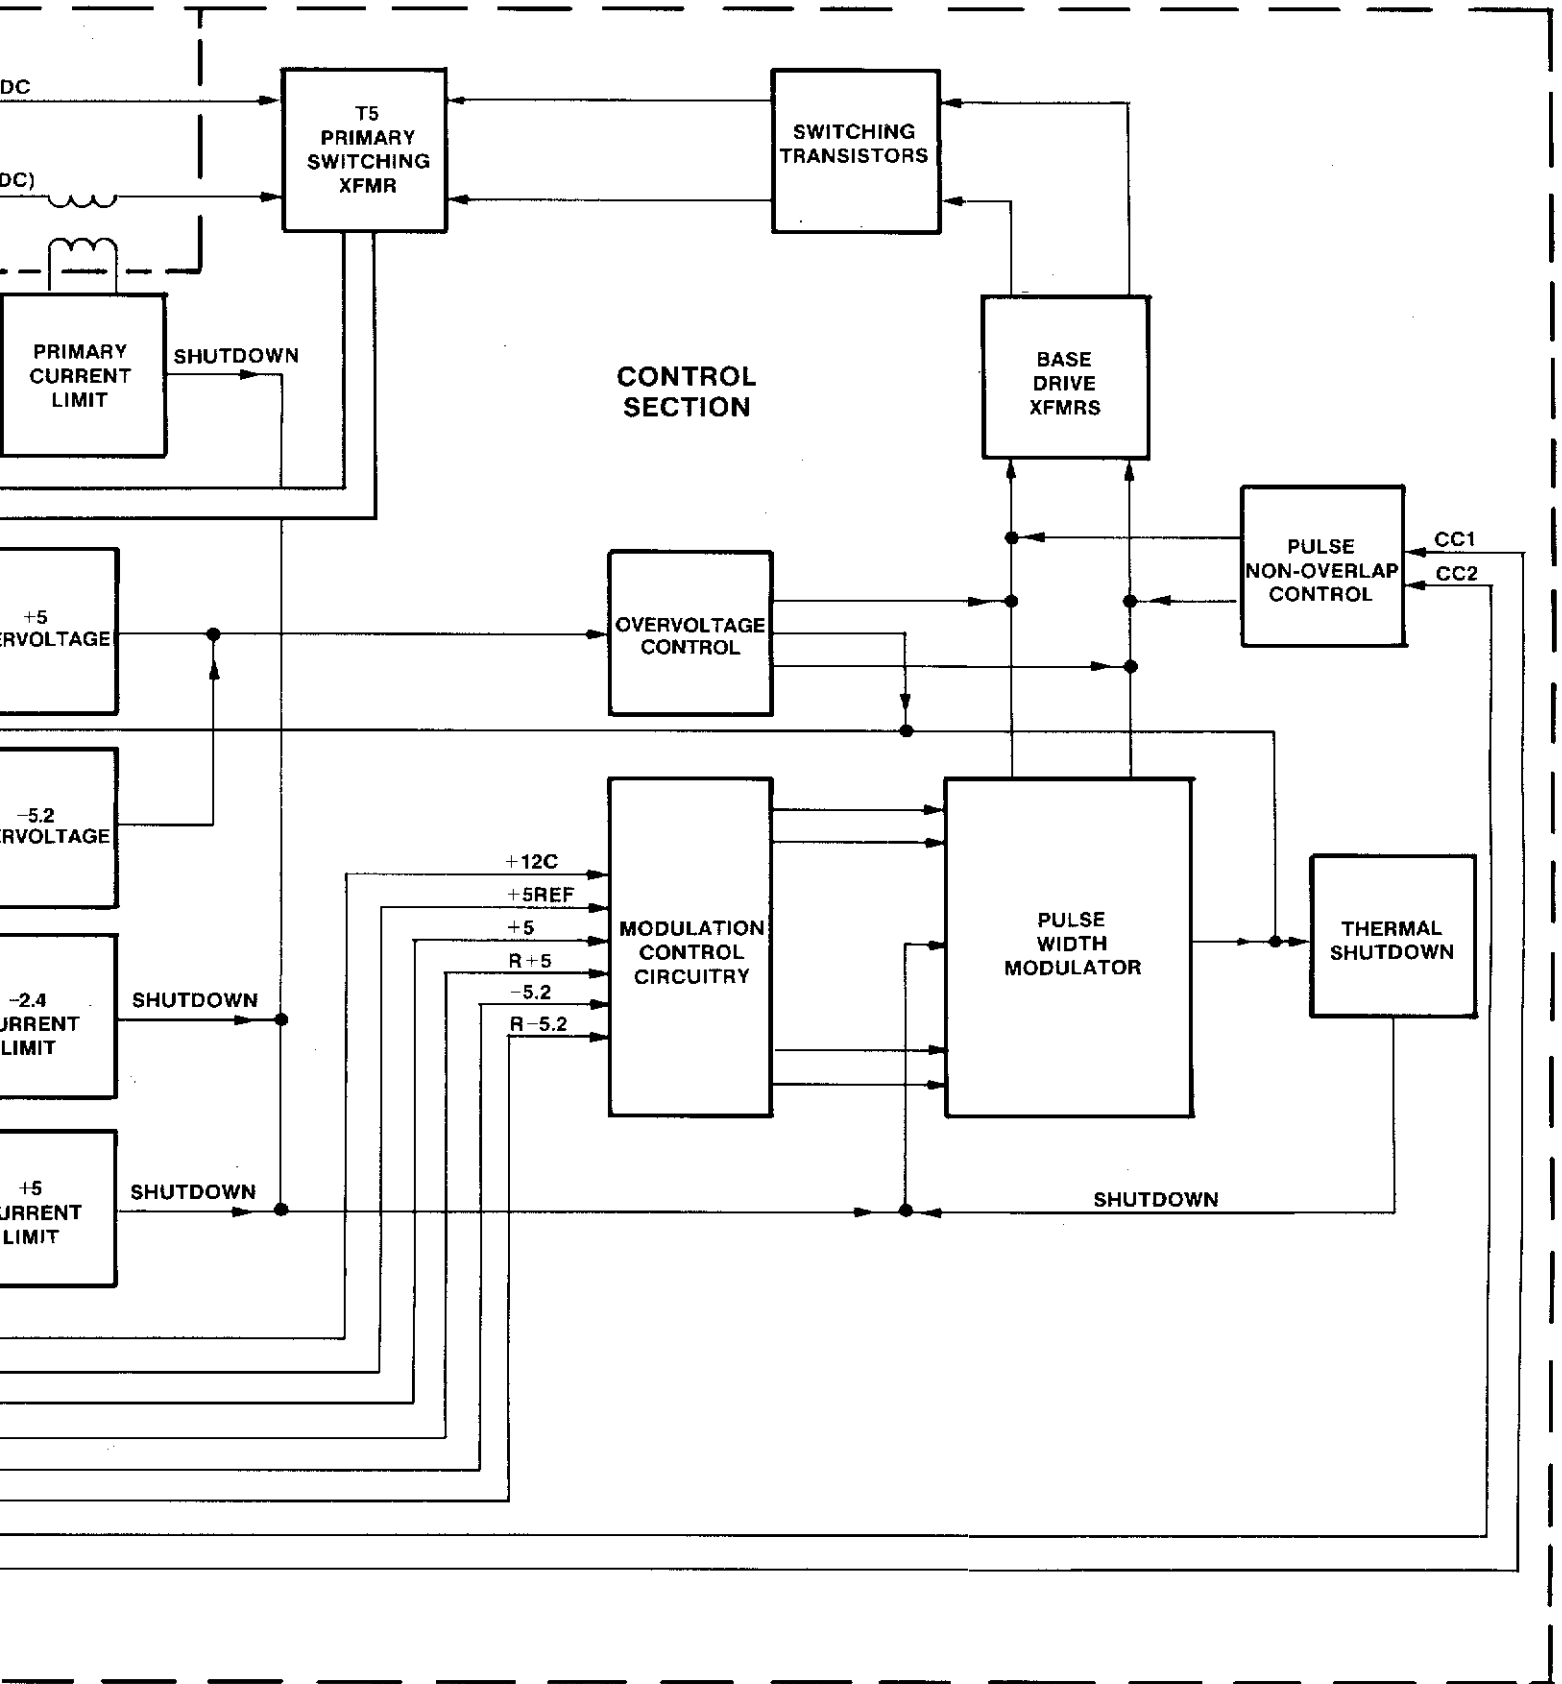 DC
T5
PRIMARY
SWITCHING
XFMR
SWITCHING
TRANSISTORS
DC)
PRIMARY
CURRENT
LIMIT
SHUTDOWN
CONTROL
SECTION
BASE
DRIVE
XFMRS
PULSE
NON-OVERLAP
CONTROL
CC1
CC2
+5
ERVOLTAGE
OVERVOLTAGE
CONTROL
-5.2
ERVOLTAGE
+12C
+5REF
+5
R+5
-5.2
R-5.2
MODULATION
CONTROL
CIRCUITRY
PULSE
WIDTH
MODULATOR
THERMAL
SHUTDOWN
-2.4
URRENT
LIMIT
SHUTDOWN
+5
URRENT
LIMIT
SHUTDOWN
SHUTDOWN